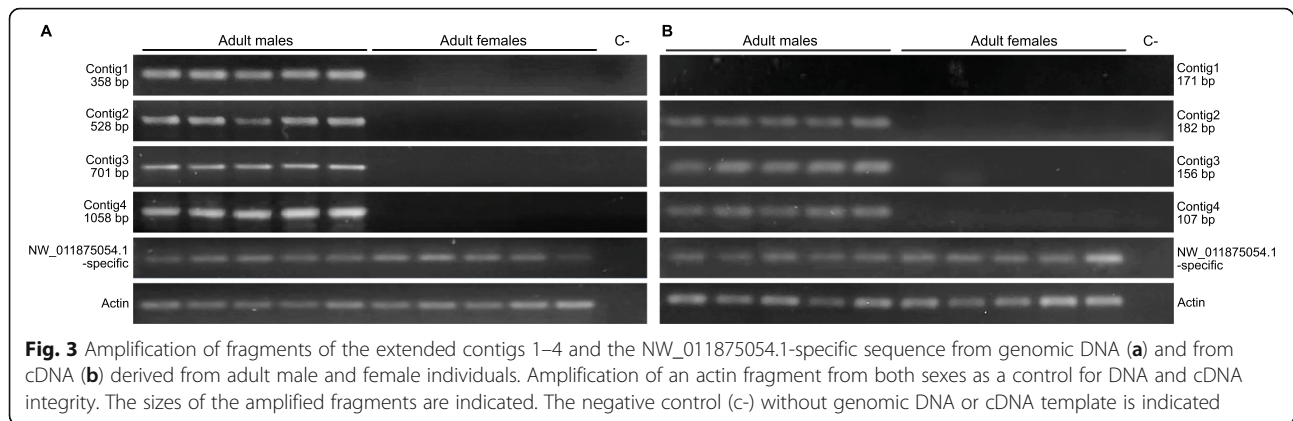 A
Adult males
Adult females
C-
Contig1
358 bp
Contig2
528 bp
Contig3
701 bp
Contig4
1058 bp
NW_011875054.1
-specific
Actin
B
Adult males
Adult females
C-
Contig1
171 bp
Contig2
182 bp
Contig3
156 bp
Contig4
107 bp
NW_011875054.1
-specific
Actin
Fig. 3 Amplification of fragments of the extended contigs 1–4 and the NW_011875054.1-specific sequence from genomic DNA (a) and from
cDNA (b) derived from adult male and female individuals. Amplification of an actin fragment from both sexes as a control for DNA and cDNA
integrity. The sizes of the amplified fragments are indicated. The negative control (c-) without genomic DNA or cDNA template is indicated